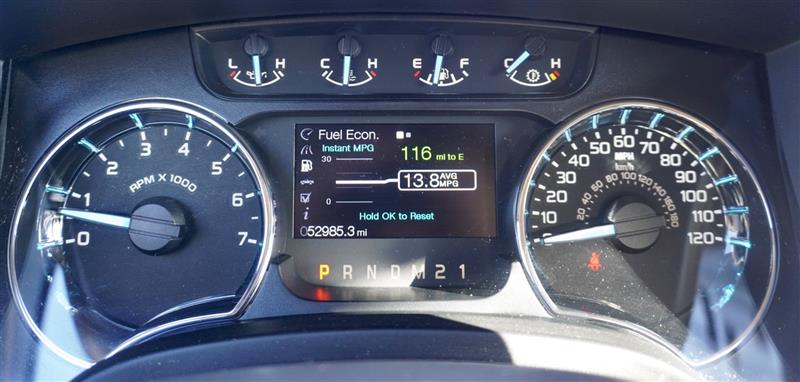 L H
C H
E F
C H
Fuel Econ.
Instant MPG
30
0
116 mi to E
13.8 AVG MPG
Hold OK to Reset
052985.3 mi
P R N D M 2 1
0 1 2 3 4 5 6 7
RPM X 1000
0 10 20 30 40 50 60 70 80 90 100 110 120
MPH
km/h
20 40 60 80 100 120 140 160 180